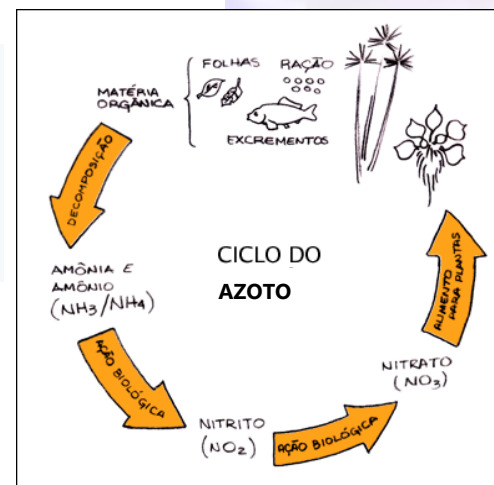 FOLHAS
RAÇÃO
MATÉRIA
ORGÂNICA
EXCREMENTOS
DECOMPOSIÇÃO
CICLO DO
AZOTO
AMÔNIA E
AMÔNIO
(NH3/NH4)
AÇÃO BIOLÓGICA
NITRITO
(NO2)
AÇÃO BIOLÓGICA
NITRATO
(NO3)
ALIMENTO
PARA PLANTAS